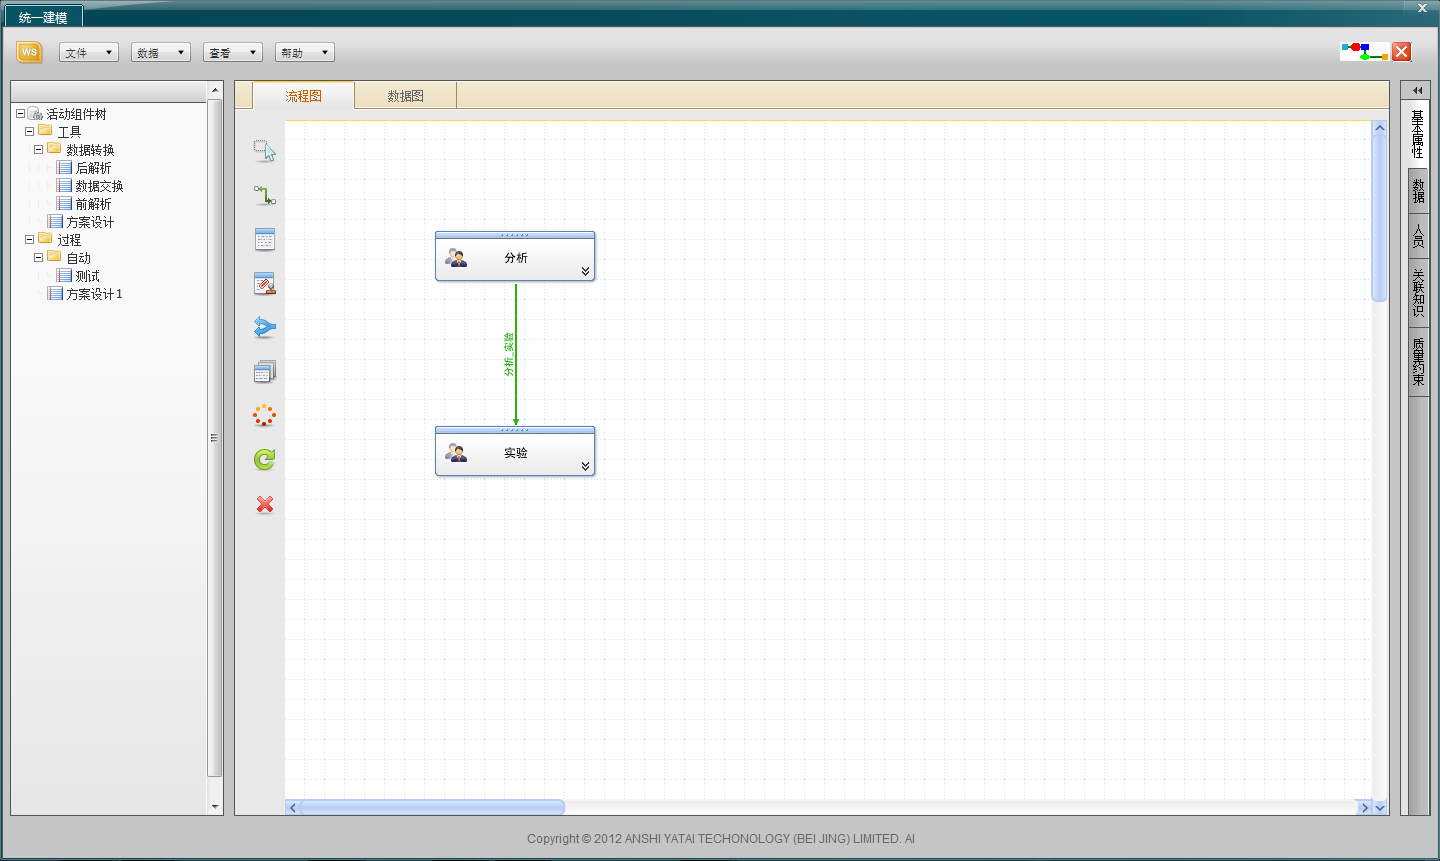 统一建模
WS
文件
数据
查看
帮助
活动组件树
工具
数据转换
后解析
数据交换
前解析
方案设计
过程
自动
测试
方案设计1
流程图
数据图
分析
分析_实验
实验
基本属性
数据
人员
关联知识
质量约束
Copyright © 2012 ANSHI YATAI TECHONOLOGY (BEI JING) LIMITED. Al